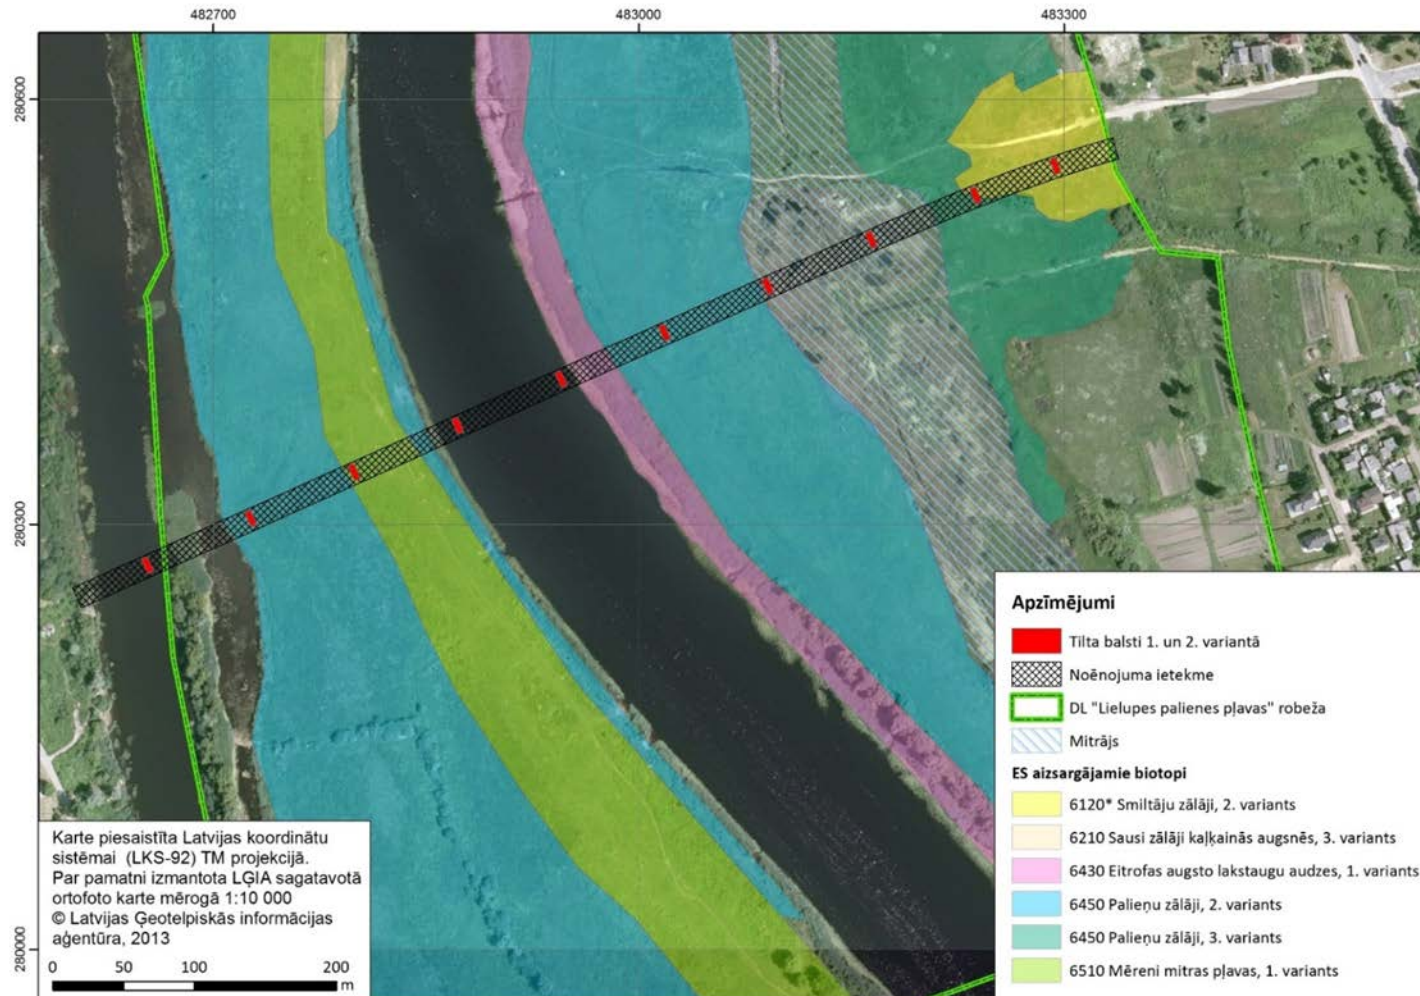 482700
483000
483300
280600
280300
280000
Apzīmējumi
Tilta balsti 1. un 2. variantā
Noēnojuma ietekme
DL "Lielupes palienes pļavas" robeža
Mitrājs
ES aizsargājamie biotopi
6120* Smiltāju zālāji, 2. variants
6210 Sausi zālāji kaļķainās augsnēs, 3. variants
6430 Eitrofas augsto lakstaugu audzes, 1. variants
6450 Palieņu zālāji, 2. variants
6450 Palieņu zālāji, 3. variants
6510 Mēreni mitras pļavas, 1. variants
Karte piesaistīta Latvijas koordinātu
sistēmai (LKS-92) TM projekcijā.
Par pamatni izmantota LĢIA sagatavotā
ortofoto karte mērogā 1:10 000
© Latvijas Ģeotelpiskās informācijas
aģentūra, 2013
0 50 100 200
m